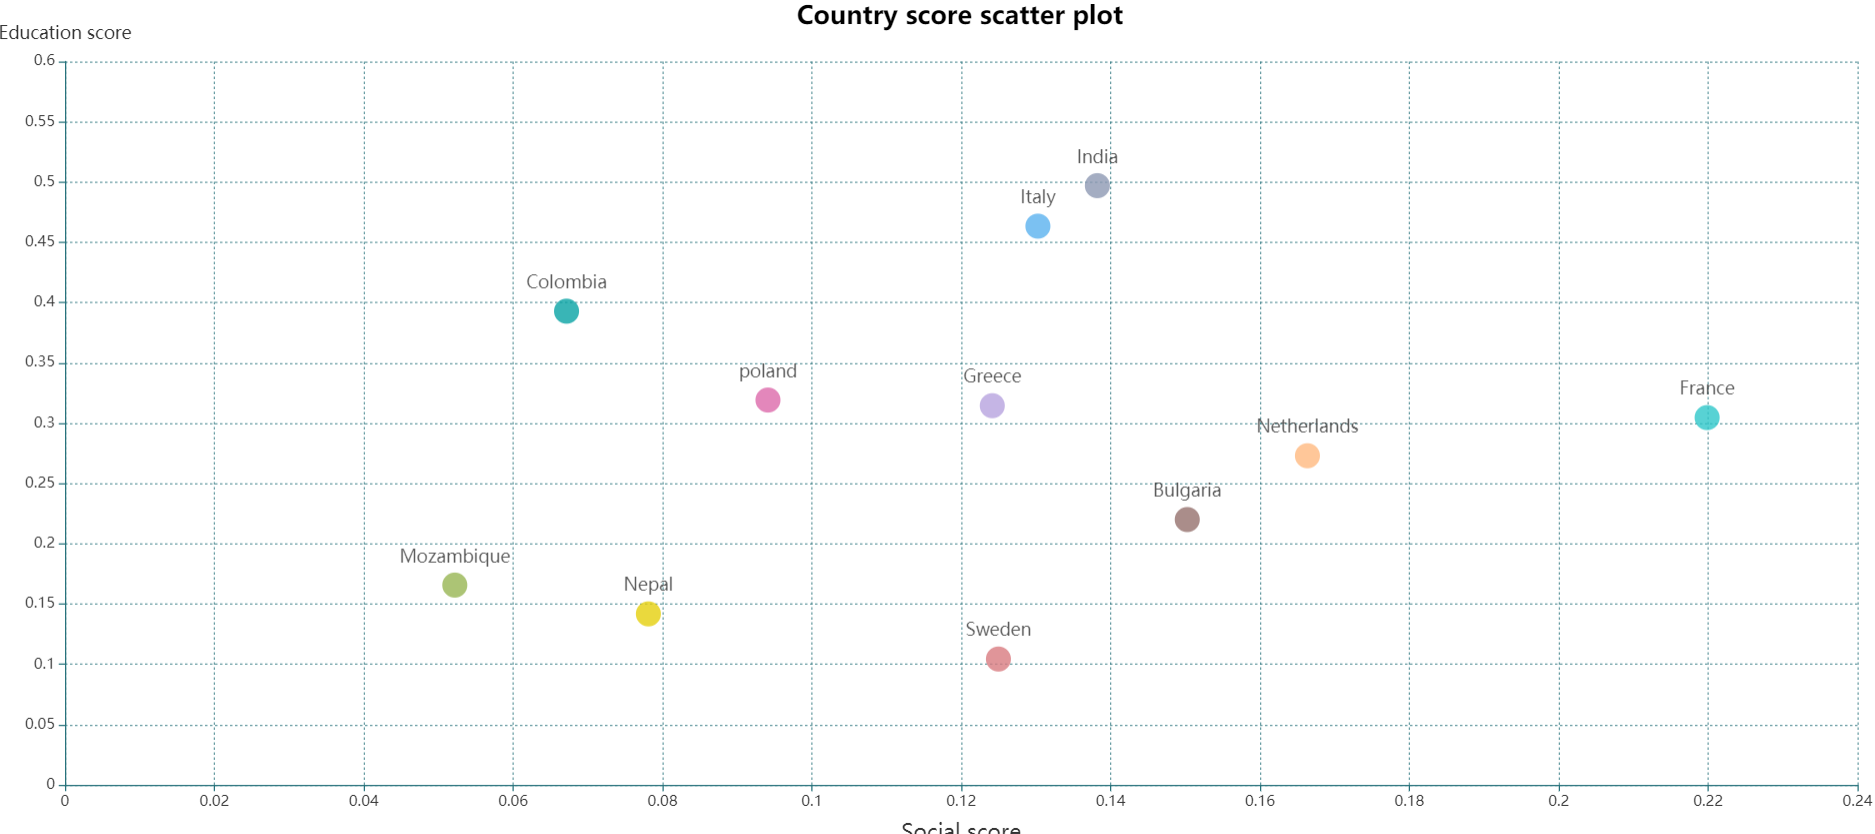 Country score scatter plot
Education score
0.6
0.55
India
0.5
Italy
0.45
Colombia
0.4
0.35
poland
Greece
France
0.3
Netherlands
0.25
Bulgaria
0.2
Mozambique
Nepal
0.15
Sweden
0.1
0.05
0
0 0.02 0.04 0.06 0.08 0.1 0.12 0.14 0.16 0.18 0.2 0.22 0.24
Social score